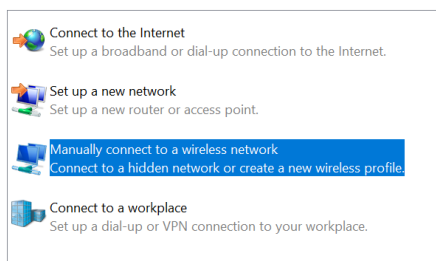 Connect to the Internet
Set up a broadband or dial-up connection to the Internet.
Set up a new network
Set up a new router or access point.
Manually connect to a wireless network
Connect to a hidden network or create a new wireless profile.
Connect to a workplace
Set up a dial-up or VPN connection to your workplace.